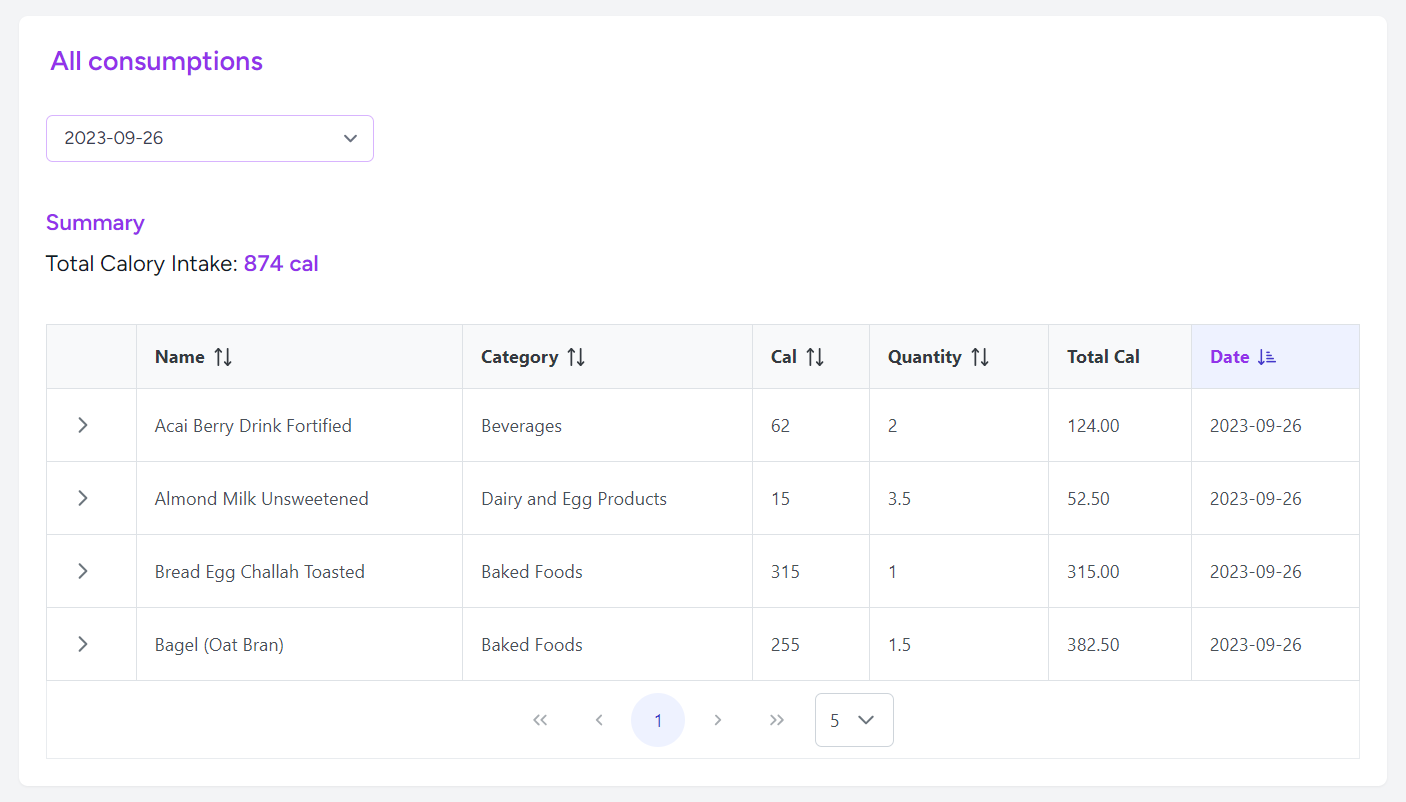 All consumptions
2023-09-26
Summary
Total Calory Intake: 874 cal
Name Category Cal Quantity Total Cal Date
Acai Berry Drink Fortified Beverages 62 2 124.00 2023-09-26
Almond Milk Unsweetened Dairy and Egg Products 15 3.5 52.50 2023-09-26
Bread Egg Challah Toasted Baked Foods 315 1 315.00 2023-09-26
Bagel (Oat Bran) Baked Foods 255 1.5 382.50 2023-09-26
1 5